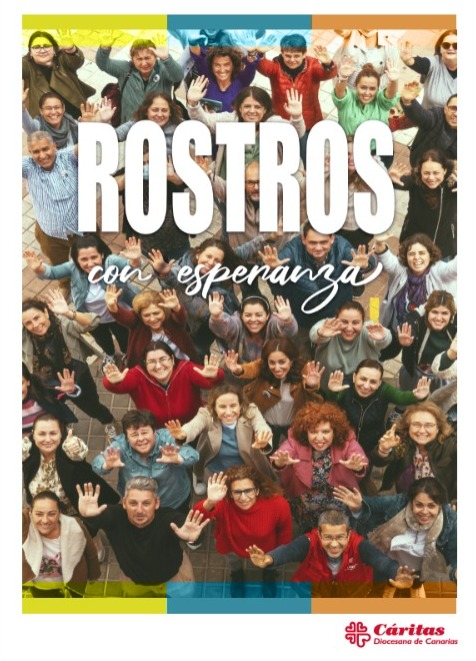 ROSTROS
con esperanza
Cáritas
Diocesana de Canarias